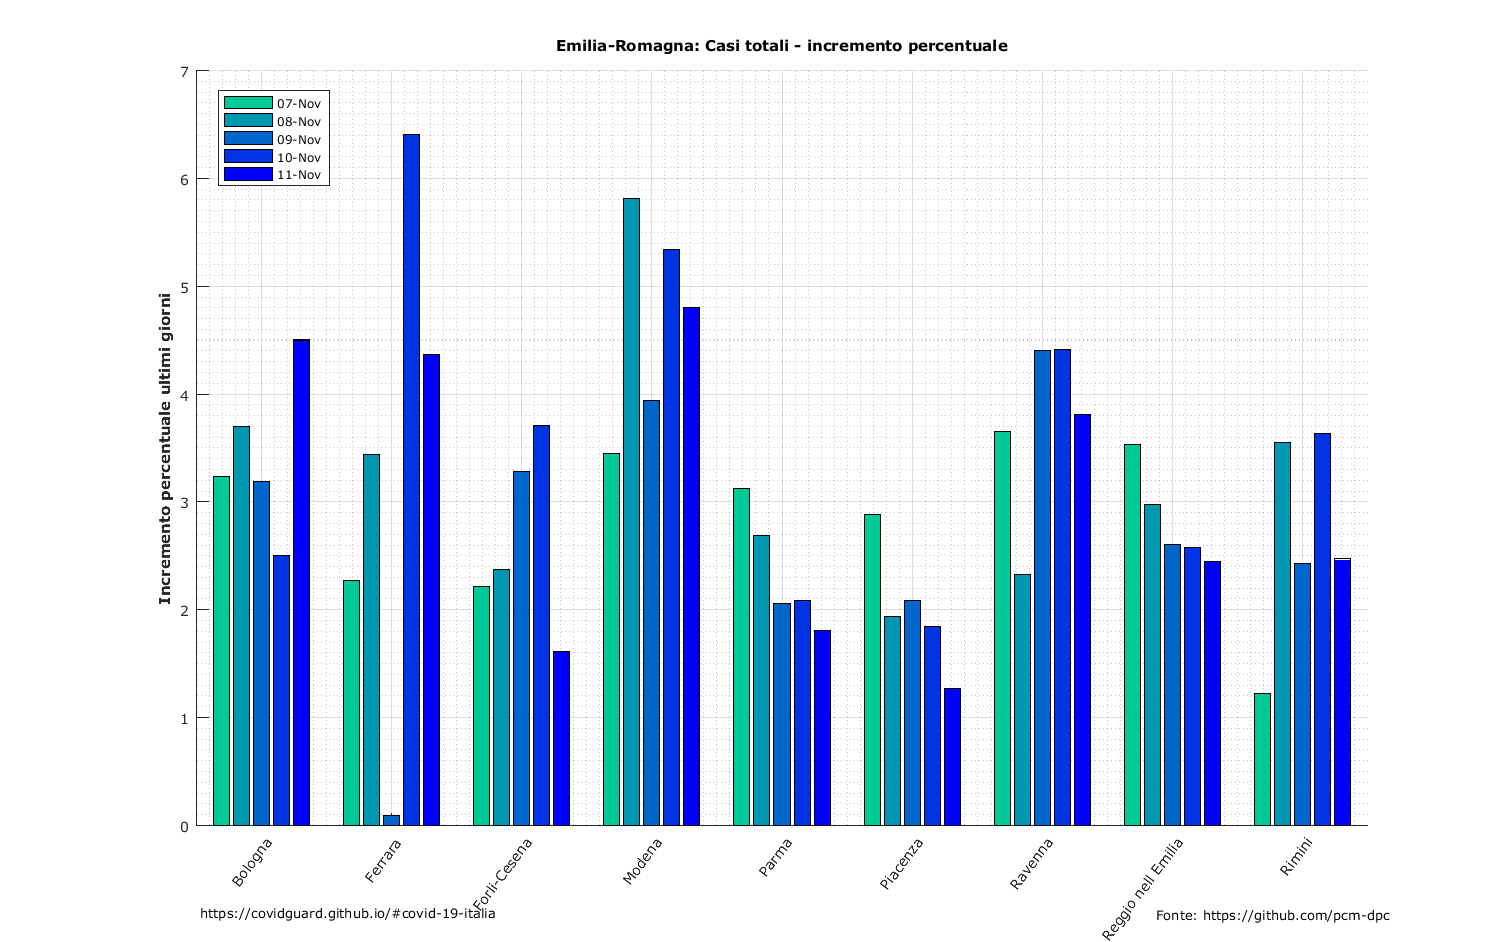 Emilia-Romagna: Casi totali - incremento percentuale
Incremento percentuale ultimi giorni
7
6
5
4
3
2
1
0
07-Nov
08-Nov
09-Nov
10-Nov
11-Nov
Bologna
Ferrara
Forlì-Cesena
Modena
Parma
Piacenza
Ravenna
Reggio nell Emilia
Rimini
https://covidguard.github.io/#covid-19-italia
Fonte: https://github.com/pcm-dpc